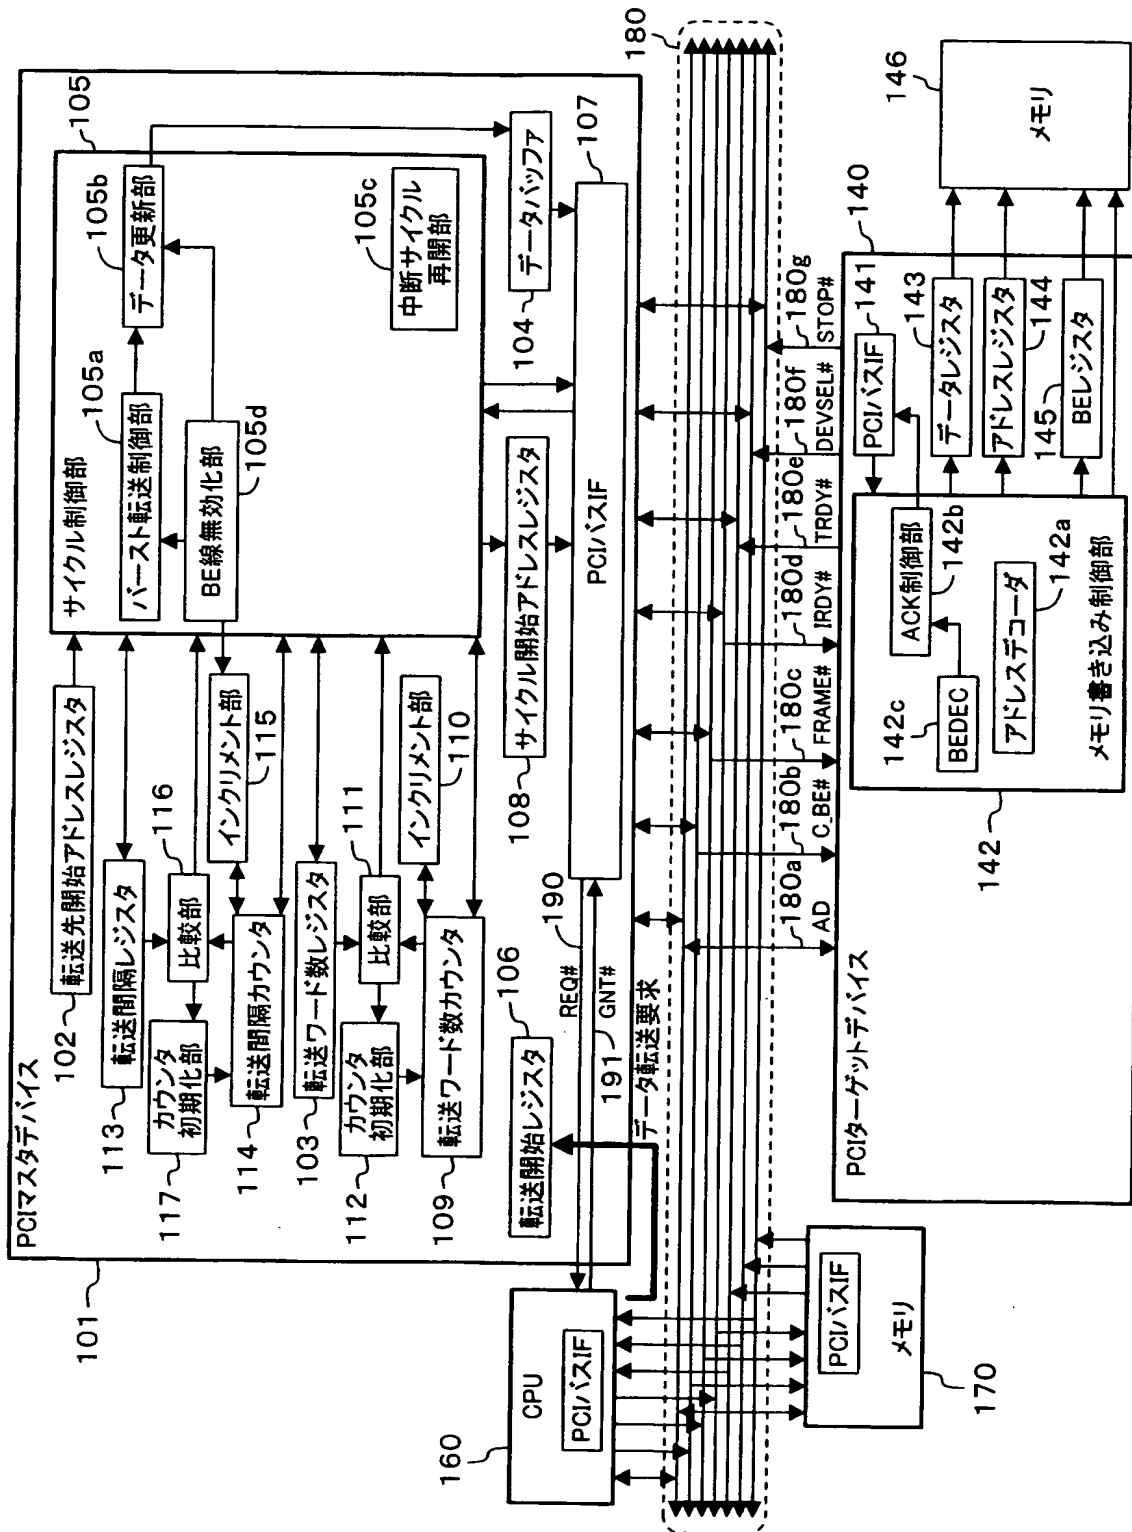 PCIマスタデバイス
101
102
転送先開始アドレスレジスタ
113
転送間隔レジスタ
116
比較部
117
カウンタ
初期化部
114
転送間隔カウンタ
インクリメント部
115
103
転送ワード数レジスタ
111
比較部
112
カウンタ
初期化部
109
転送ワード数カウンタ
インクリメント部
110
106
転送開始レジスタ
サイクル制御部
105
バースト転送制御部
105a
データ更新部
105b
BE線無効化部
105d
中断サイクル
再開部
105c
108
サイクル開始アドレスレジスタ
104
データバッファ
PCIバスIF
107
REQ#
190
GNT#
191
データ転送要求
160
CPU
PCIバスIF
180
180a
AD
180b
C_BE#
180c
FRAME#
180d
IRDY#
180e
TRDY#
180f
DEVSEL#
180g
STOP#
170
PCIバスIF
メモリ
PCIターゲットデバイス
140
PCIバスIF
141
142
メモリ書き込み制御部
142c
BEDEC
ACK制御部
142b
アドレスデコーダ
142a
データレジスタ
143
アドレスレジスタ
144
145
BEレジスタ
146
メモリ